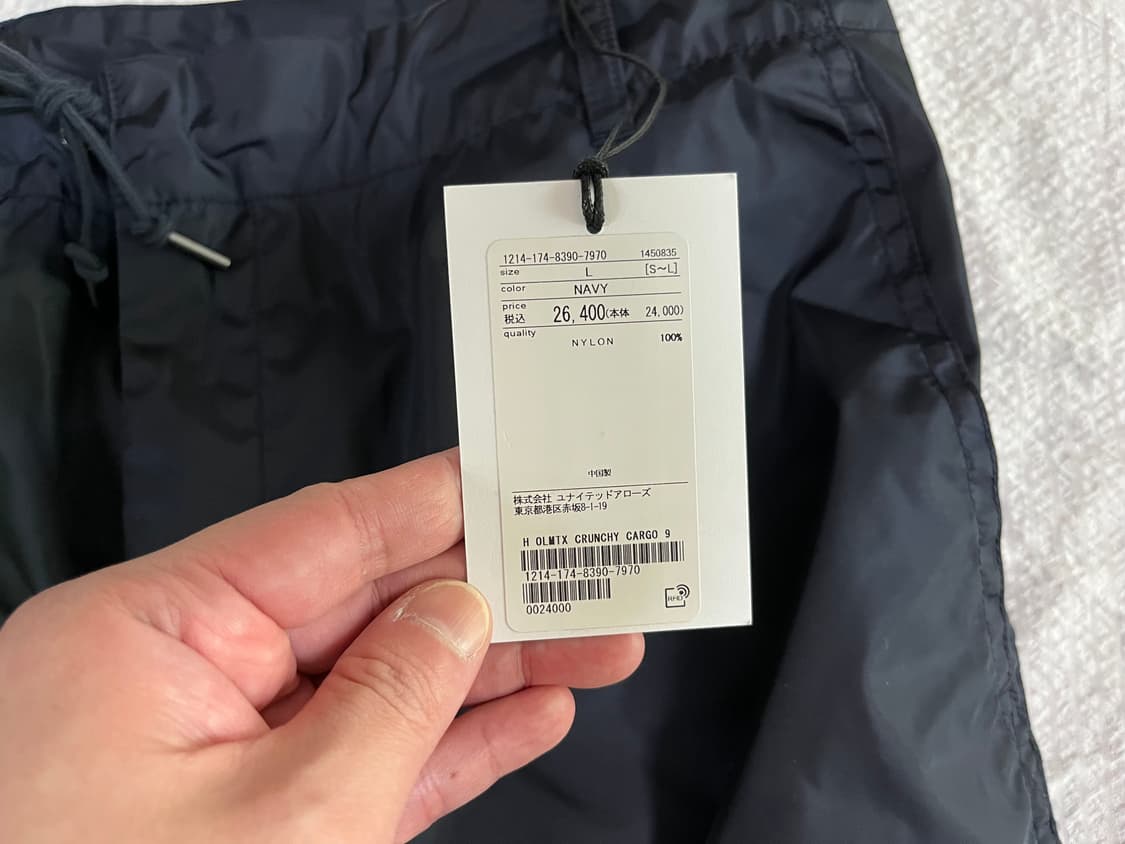 1214-174-8390-7970 1450835
size L [S~L]
color NAVY
price
税込 26,400(本体 24,000)
quality
NYLON 100%
中国製
株式会社 ユナイテッドアローズ
東京都港区赤坂8-1-19
H OLMTX CRUNCHY CARGO 9
1214-174-8390-7970
0024000
RFID